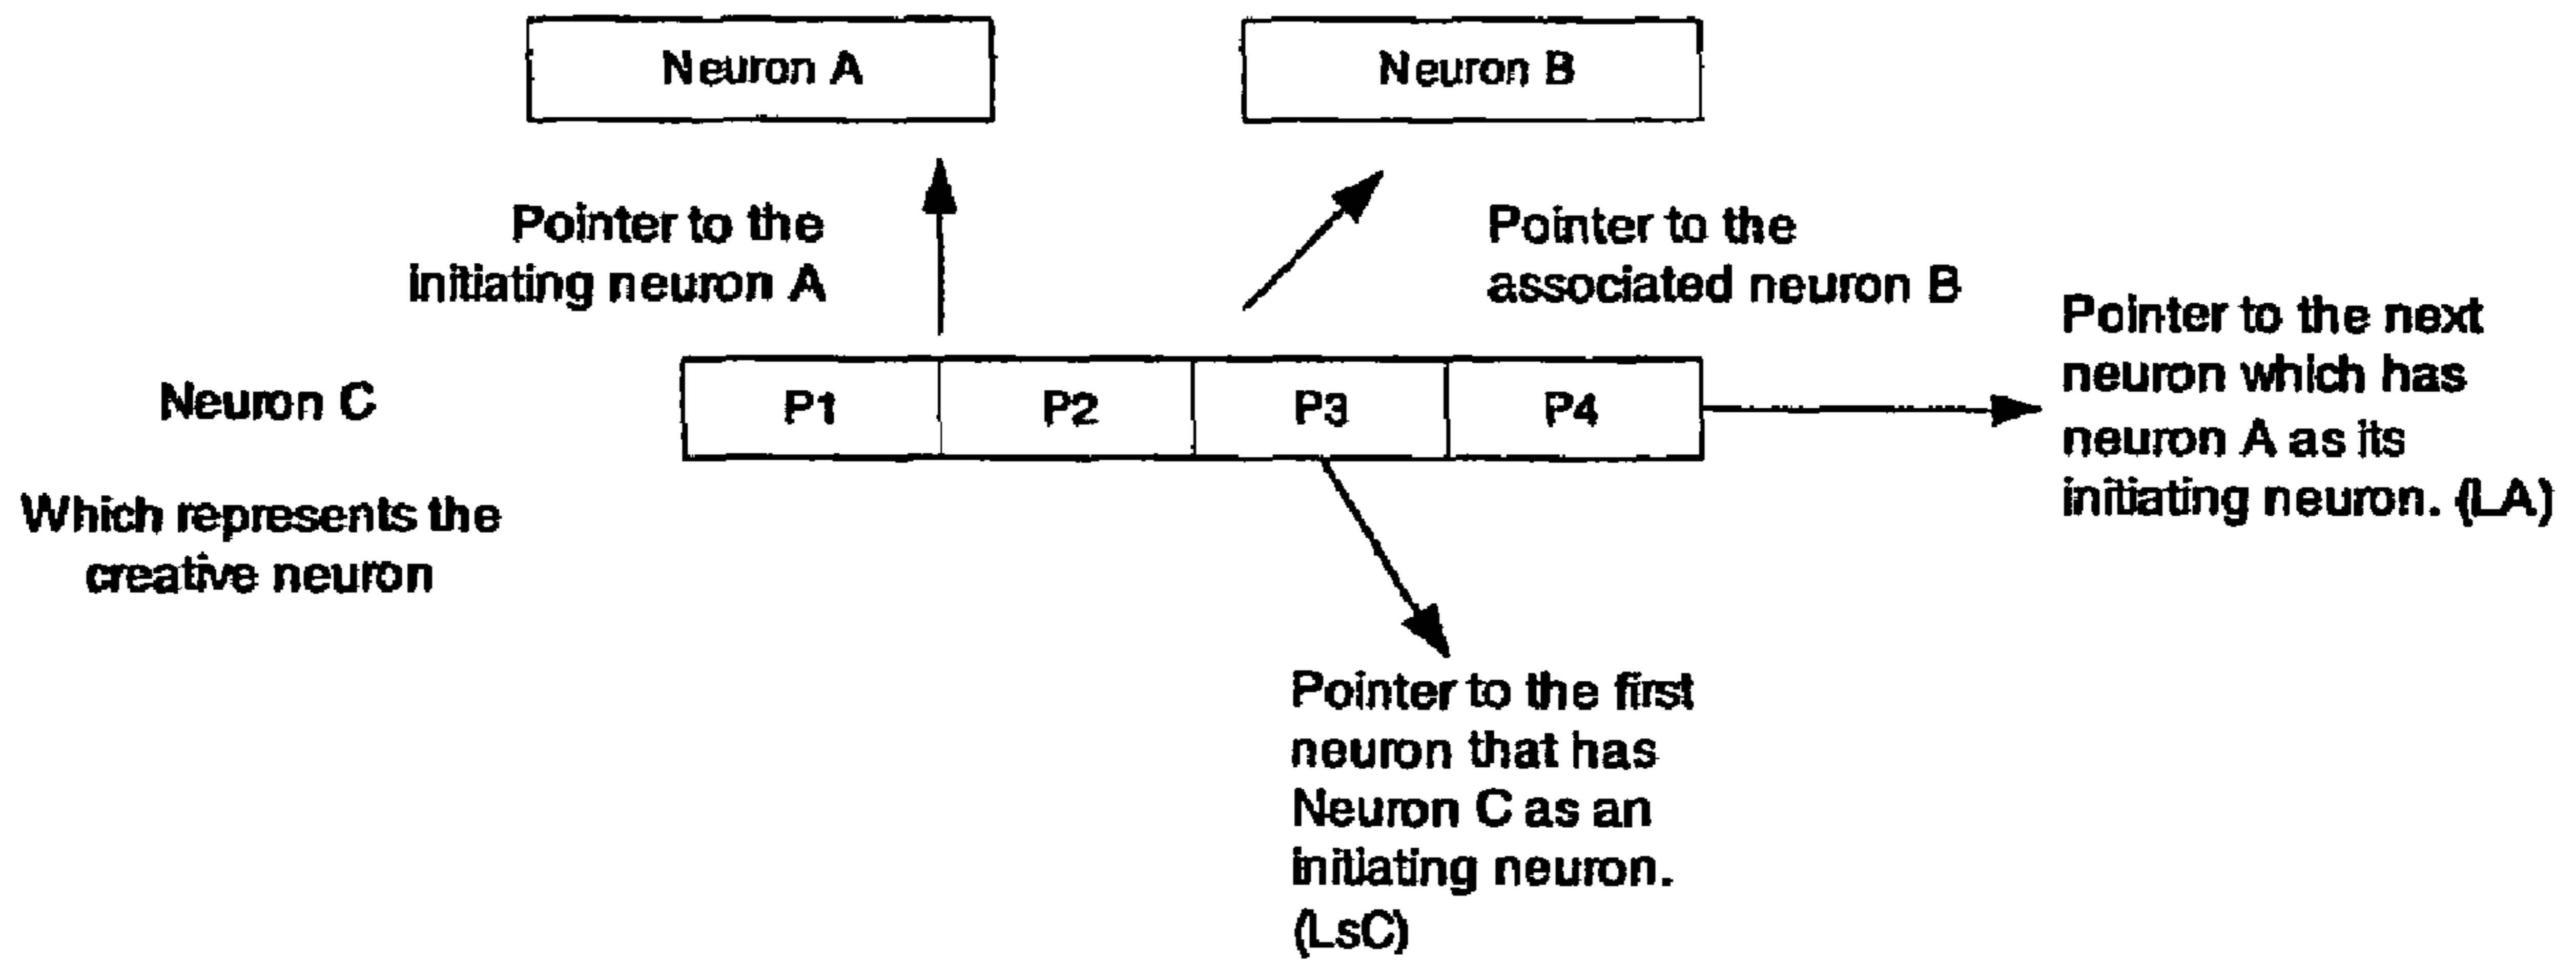 Neuron A
Neuron B
Pointer to the
initiating neuron A
Pointer to the
associated neuron B
Pointer to the next
neuron which has
neuron A as its
initiating neuron. (LA)
Neuron C
P1
P2
P3
P4
Which represents the
creative neuron
Pointer to the first
neuron that has
Neuron C as an
initiating neuron.
(LsC)